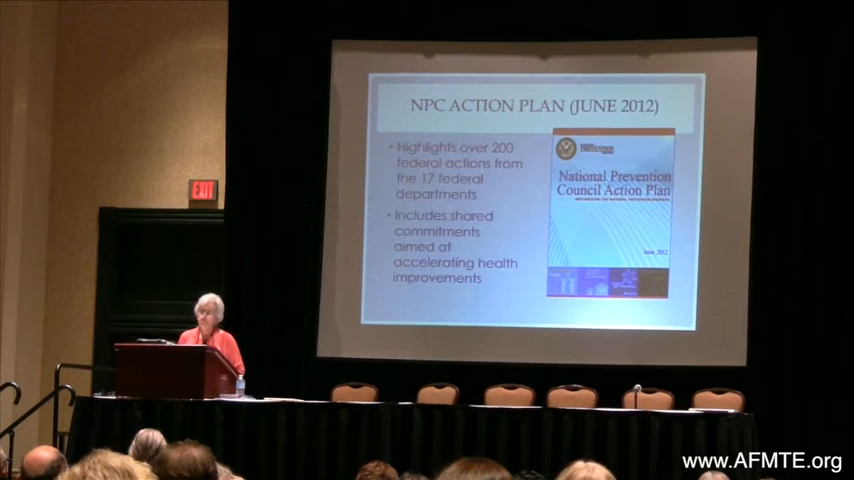 EXIT
NPC ACTION PLAN (JUNE 2012)
• Highlights over 200
federal actions from
the 17 federal
departments
• Includes shared
commitments
aimed at
accelerating health
improvements
National Prevention
Council Action Plan
June 2012
www.AFMTE.org